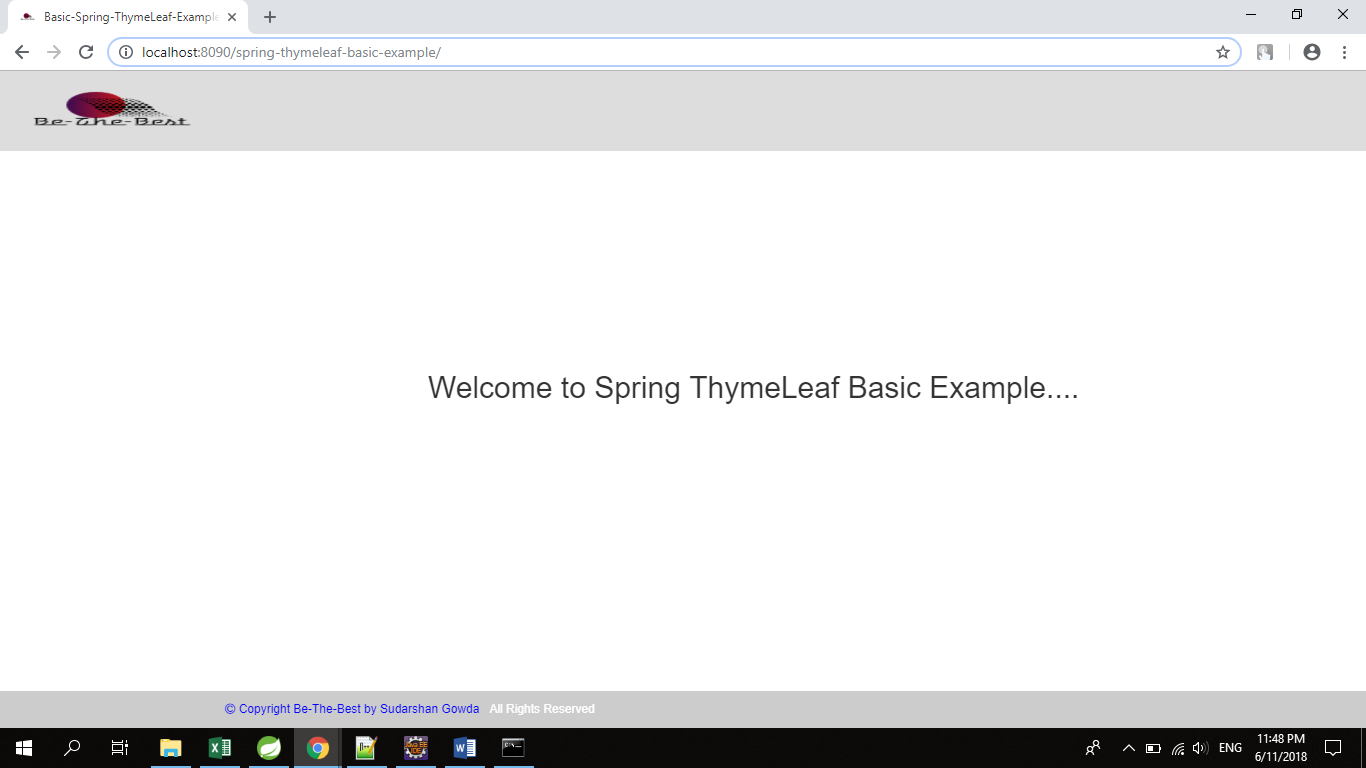 Basic-Spring-ThymeLeaf-Example
localhost:8090/spring-thymeleaf-basic-example/
Be-The-Best
Welcome to Spring ThymeLeaf Basic Example....
© Copyright Be-The-Best by Sudarshan Gowda All Rights Reserved
ENG
11:48 PM
6/11/2018